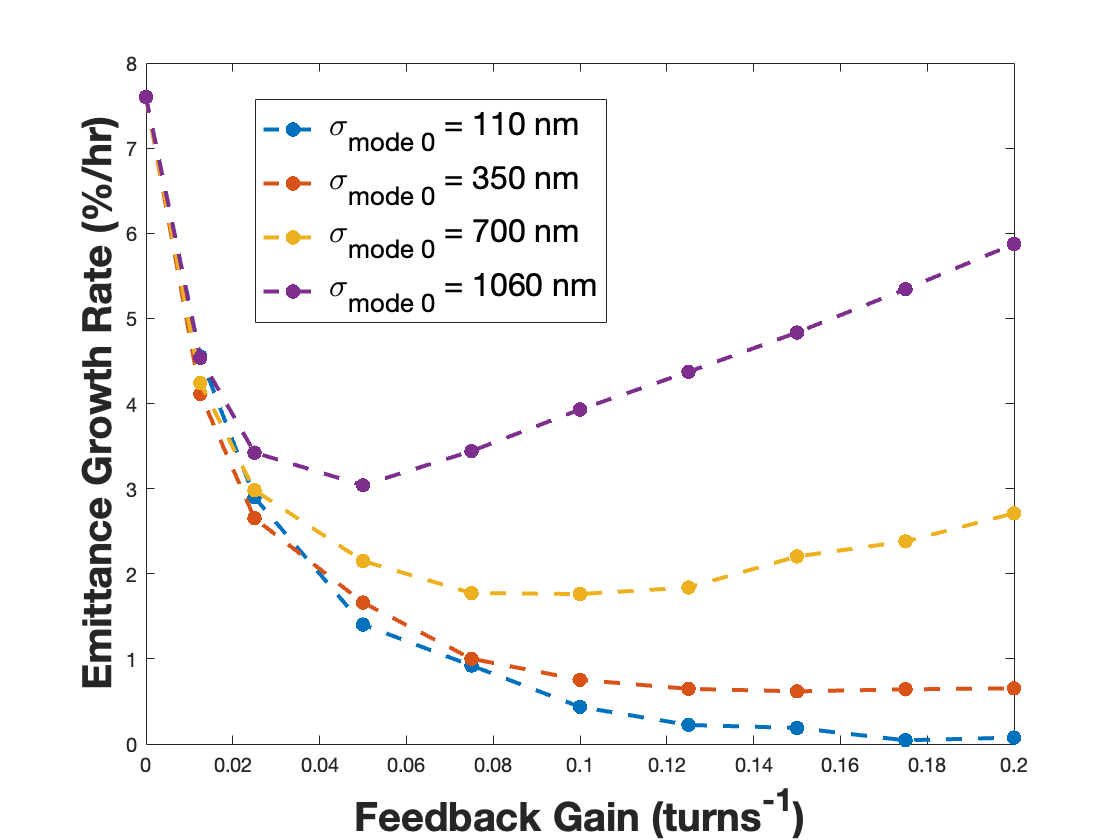 8
7
6
5
4
3
2
1
0
Emittance Growth Rate (%/hr)
σmode 0 = 110 nm
σmode 0 = 350 nm
σmode 0 = 700 nm
σmode 0 = 1060 nm
0 0.02 0.04 0.06 0.08 0.1 0.12 0.14 0.16 0.18 0.2
Feedback Gain (turns-1)